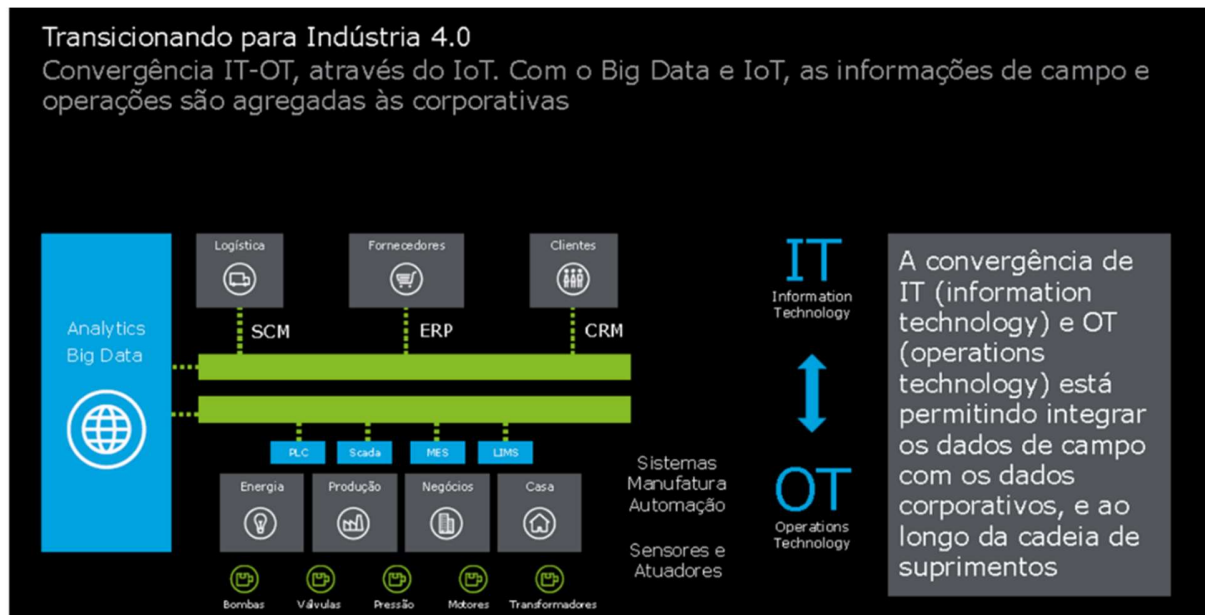 Transicionando para Indústria 4.0
Convergência IT-OT, através do IoT. Com o Big Data e IoT, as informações de campo e
operações são agregadas às corporativas
Analytics
Big Data
Logística
Fornecedores
Clientes
SCM
ERP
CRM
PLC
Scada
MES
LIMS
Energia
Produção
Negócios
Casa
Bombas
Válvulas
Pressão
Motores
Transformadores
Sistemas
Manufatura
Automação
Sensores e
Atuadores
IT
Information
Technology
OT
Operations
Technology
A convergência de
IT (information
technology) e OT
(operations
technology) está
permitindo integrar
os dados de campo
com os dados
corporativos, e ao
longo da cadeia de
suprimentos